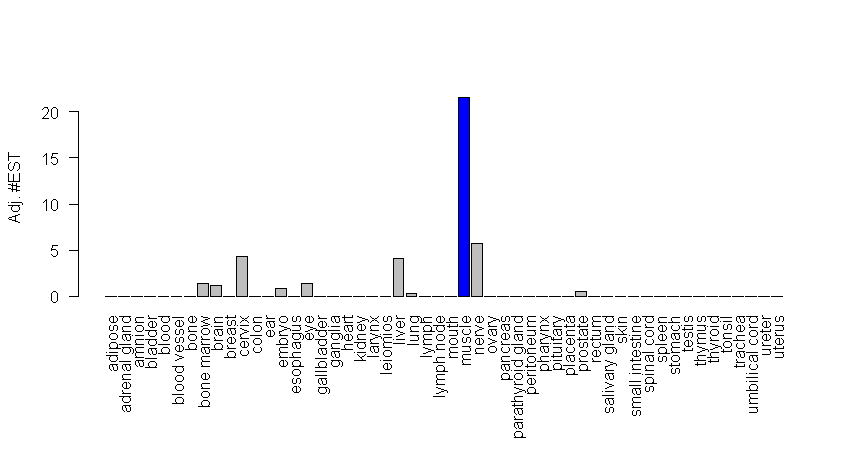 Adj. #EST
20
15
10
5
0
adipose
adrenal gland
amnion
bladder
blood
blood vessel
bone
bone marrow
brain
breast
cervix
colon
ear
embryo
esophagus
eye
gallbladder
ganglia
heart
kidney
larynx
leiomios
liver
lung
lymph
lymph node
mouth
muscle
nerve
ovary
pancreas
parathyroid gland
peritoneum
pharynx
pituitary
placenta
prostate
rectum
salivary gland
skin
small intestine
spinal cord
spleen
stomach
testis
thymus
thyroid
tonsil
trachea
umbilical cord
ureter
uterus